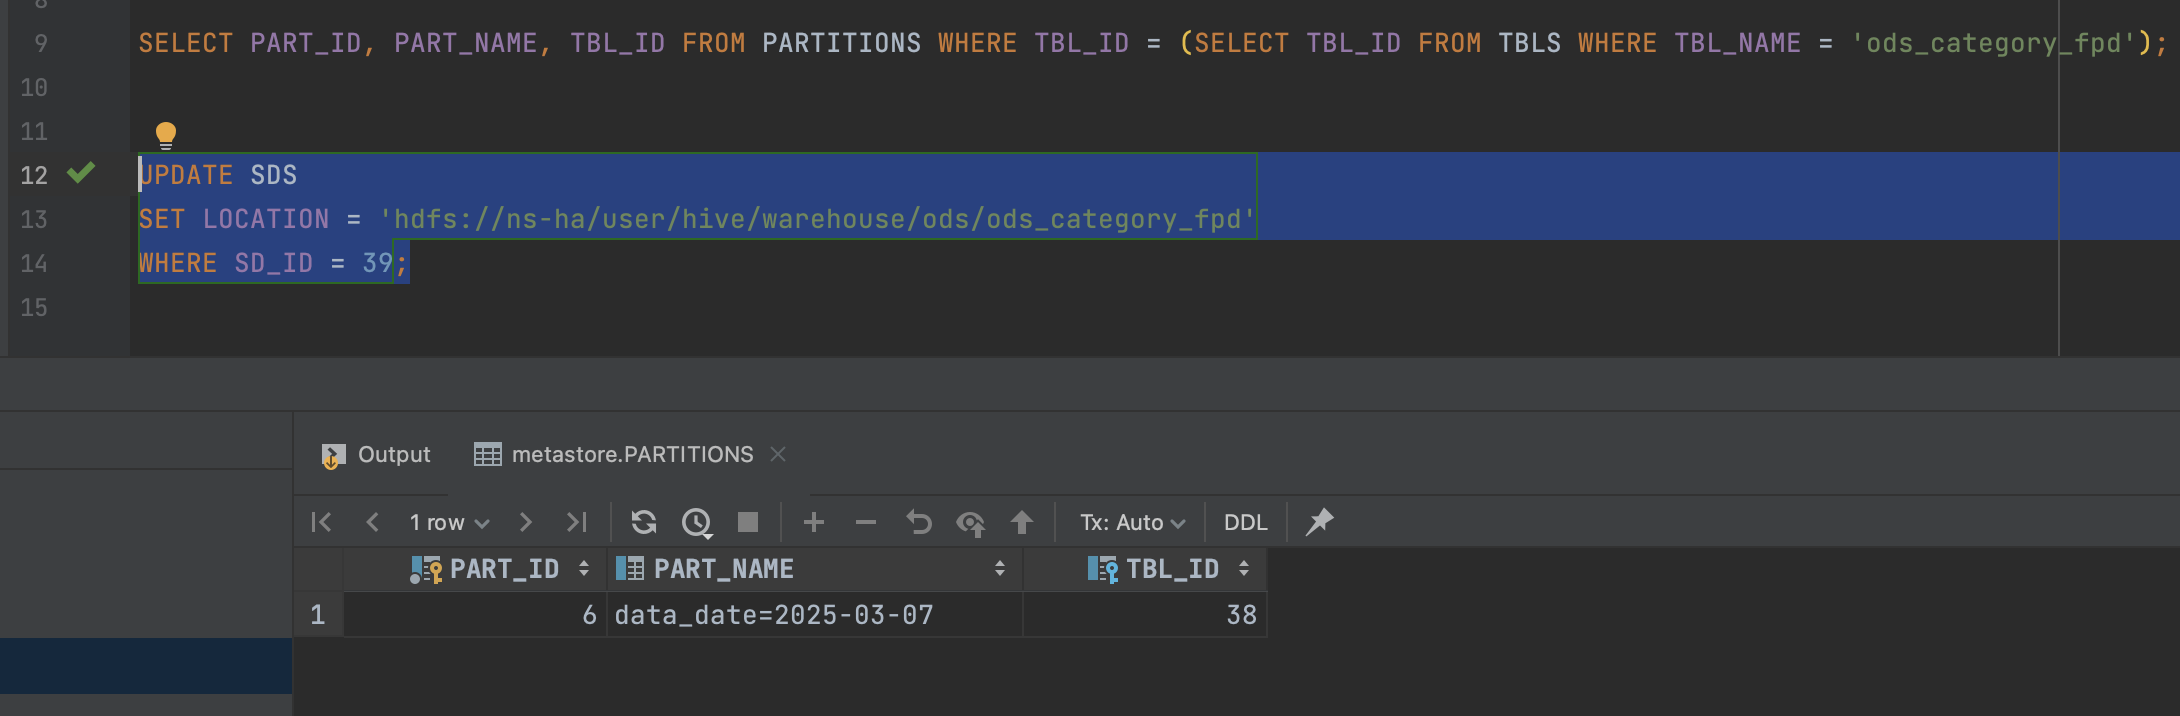 8
9 SELECT PART_ID, PART_NAME, TBL_ID FROM PARTITIONS WHERE TBL_ID = (SELECT TBL_ID FROM TBLS WHERE TBL_NAME = 'ods_category_fpd');
10
11
12 UPDATE SDS
13 SET LOCATION = 'hdfs://ns-ha/user/hive/warehouse/ods/ods_category_fpd'
14 WHERE SD_ID = 39;
15
Output metastore.PARTITIONS
1 row Tx: Auto DDL
PART_ID PART_NAME TBL_ID
1 6 data_date=2025-03-07 38